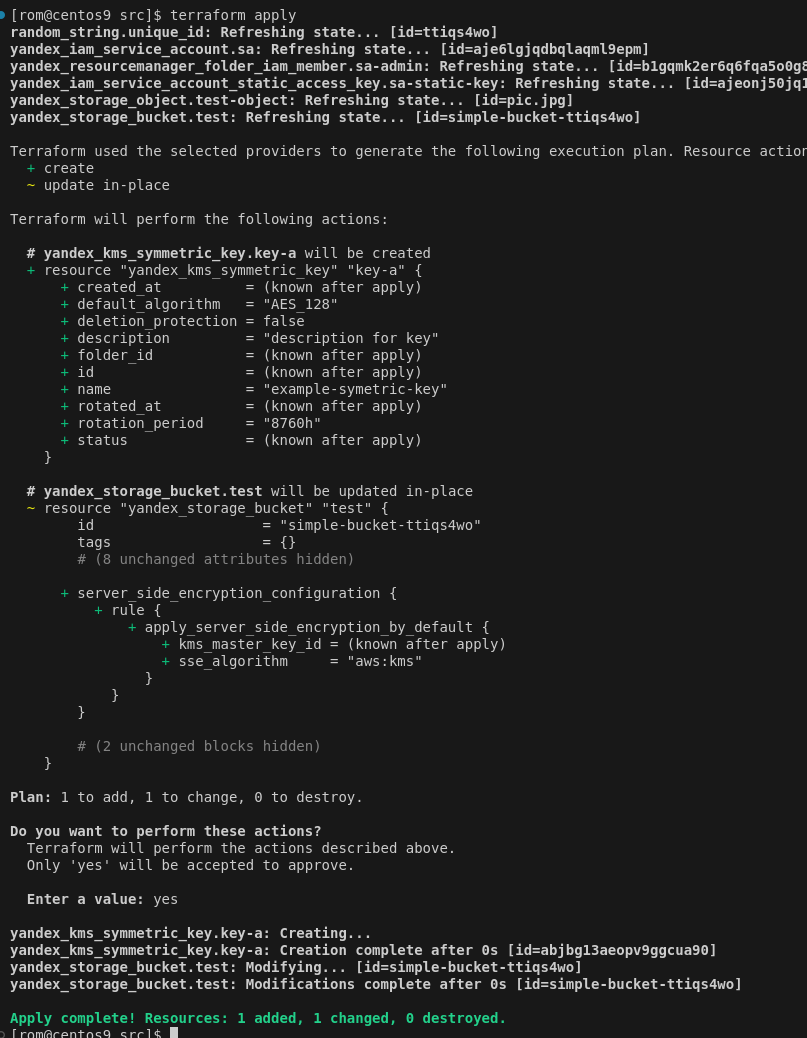 [rom@centos9 src]$ terraform apply
random_string.unique_id: Refreshing state... [id=ttiqs4wo]
yandex_iam_service_account.sa: Refreshing state... [id=aje6lgjqdbqlaqml9epm]
yandex_resourcemanager_folder_iam_member.sa-admin: Refreshing state... [id=b1gqmk2er6q6fqa5o0g8
yandex_iam_service_account_static_access_key.sa-static-key: Refreshing state... [id=ajeonj50jq1
yandex_storage_object.test-object: Refreshing state... [id=pic.jpg]
yandex_storage_bucket.test: Refreshing state... [id=simple-bucket-ttiqs4wo]

Terraform used the selected providers to generate the following execution plan. Resource action
  + create
  ~ update in-place

Terraform will perform the following actions:

  # yandex_kms_symmetric_key.key-a will be created
  + resource "yandex_kms_symmetric_key" "key-a" {
      + created_at          = (known after apply)
      + default_algorithm   = "AES_128"
      + deletion_protection = false
      + description         = "description for key"
      + folder_id           = (known after apply)
      + id                  = (known after apply)
      + name                = "example-symetric-key"
      + rotated_at          = (known after apply)
      + rotation_period     = "8760h"
      + status              = (known after apply)
    }

  # yandex_storage_bucket.test will be updated in-place
  ~ resource "yandex_storage_bucket" "test" {
        id                    = "simple-bucket-ttiqs4wo"
        tags                  = {}
        # (8 unchanged attributes hidden)

      + server_side_encryption_configuration {
          + rule {
              + apply_server_side_encryption_by_default {
                  + kms_master_key_id = (known after apply)
                  + sse_algorithm     = "aws:kms"
                }
            }
        }

        # (2 unchanged blocks hidden)
    }

Plan: 1 to add, 1 to change, 0 to destroy.

Do you want to perform these actions?
  Terraform will perform the actions described above.
  Only 'yes' will be accepted to approve.

  Enter a value: yes

yandex_kms_symmetric_key.key-a: Creating...
yandex_kms_symmetric_key.key-a: Creation complete after 0s [id=abjbg13aeopv9ggcua90]
yandex_storage_bucket.test: Modifying... [id=simple-bucket-ttiqs4wo]
yandex_storage_bucket.test: Modifications complete after 0s [id=simple-bucket-ttiqs4wo]

Apply complete! Resources: 1 added, 1 changed, 0 destroyed.
[rom@centos9 src]$